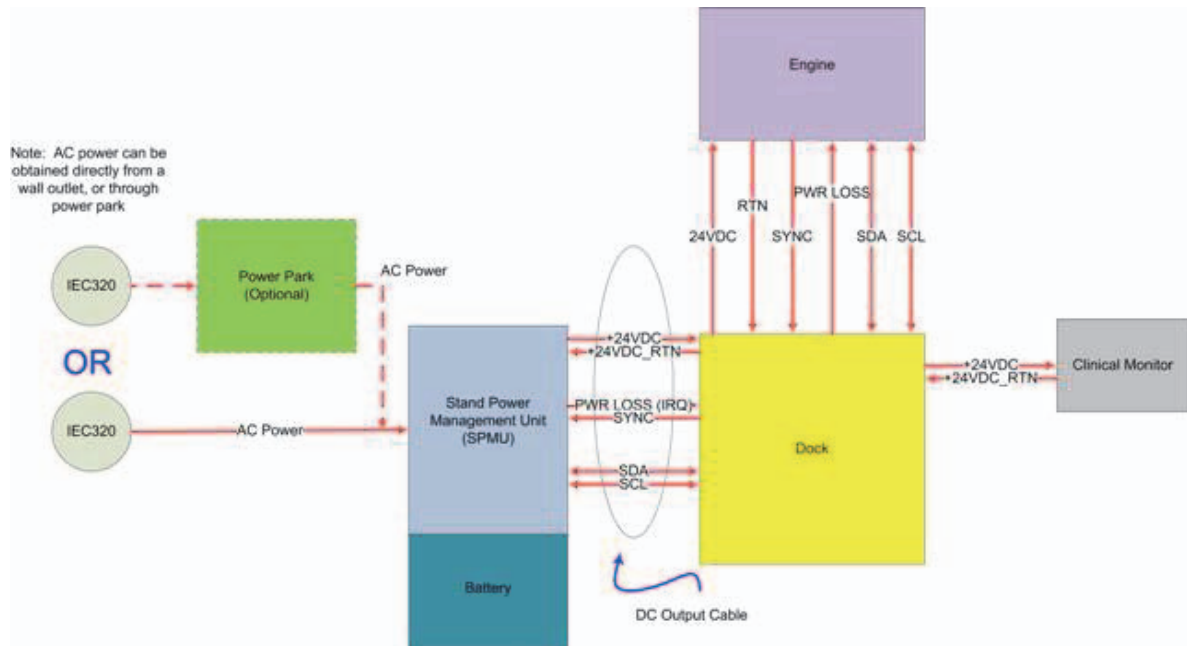 Engine
Note: AC power can be
obtained directly from a
wall outlet, or through
power park
24VDC
RTN
SYNC
PWR LOSS
SDA
SCL
IEC320
Power Park
(Optional)
AC Power
OR
IEC320
AC Power
Stand Power
Management Unit
(SPMU)
Battery
+24VDC
+24VDC_RTN
PWR LOSS (IRQ)
SYNC
SDA
SCL
DC Output Cable
Dock
+24VDC
+24VDC_RTN
Clinical Monitor